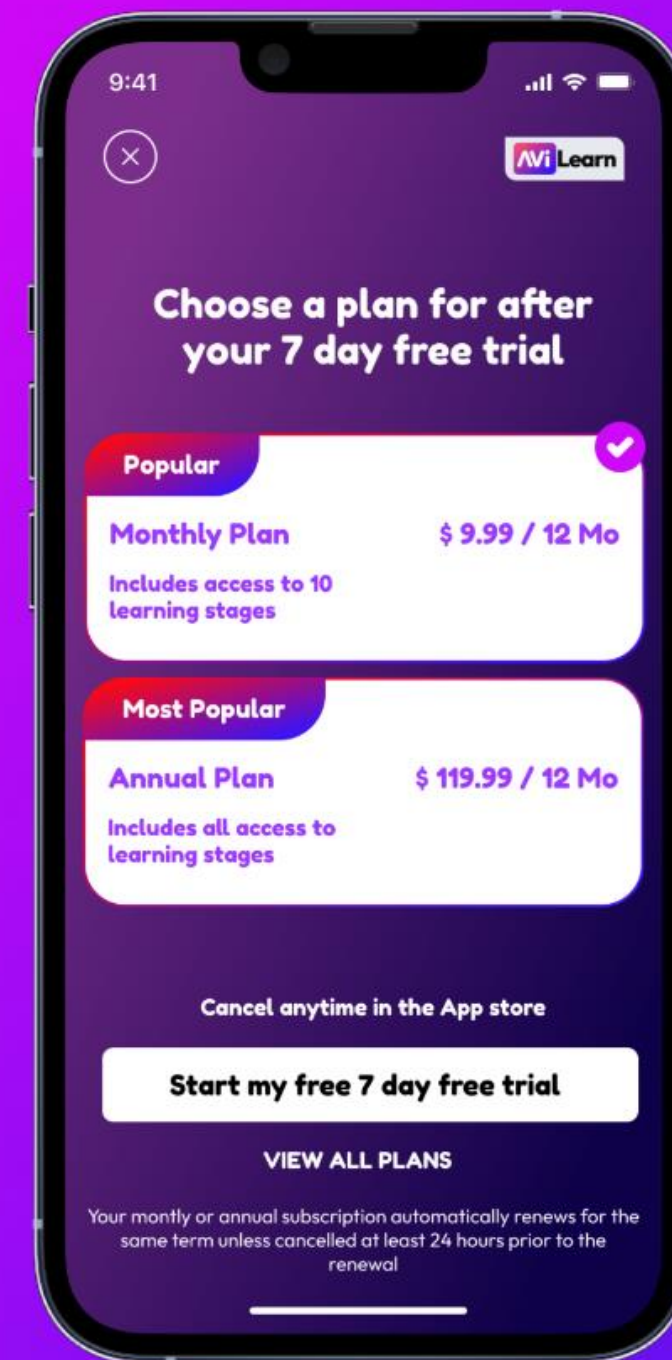 9:41
AVi Learn
Choose a plan for after
your 7 day free trial
Popular
Monthly Plan
$ 9.99 / 12 Mo
Includes access to 10
learning stages
Most Popular
Annual Plan
$ 119.99 / 12 Mo
Includes all access to
learning stages
Cancel anytime in the App store
Start my free 7 day free trial
VIEW ALL PLANS
Your montly or annual subscription automatically renews for the
same term unless cancelled at least 24 hours prior to the
renewal